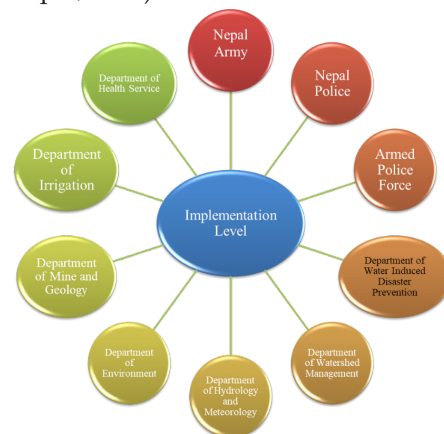 Nepal
Army
Nepal
Police
Armed
Police
Force
Department of
Water Induced
Disaster
Prevention
Department
of Watershed
Management
Department
of Hydrology
and
Meteorology
Department
of
Environment
Department
of Mine and
Geology
Department
of
Irrigation
Department of
Health Service
Implementation
Level